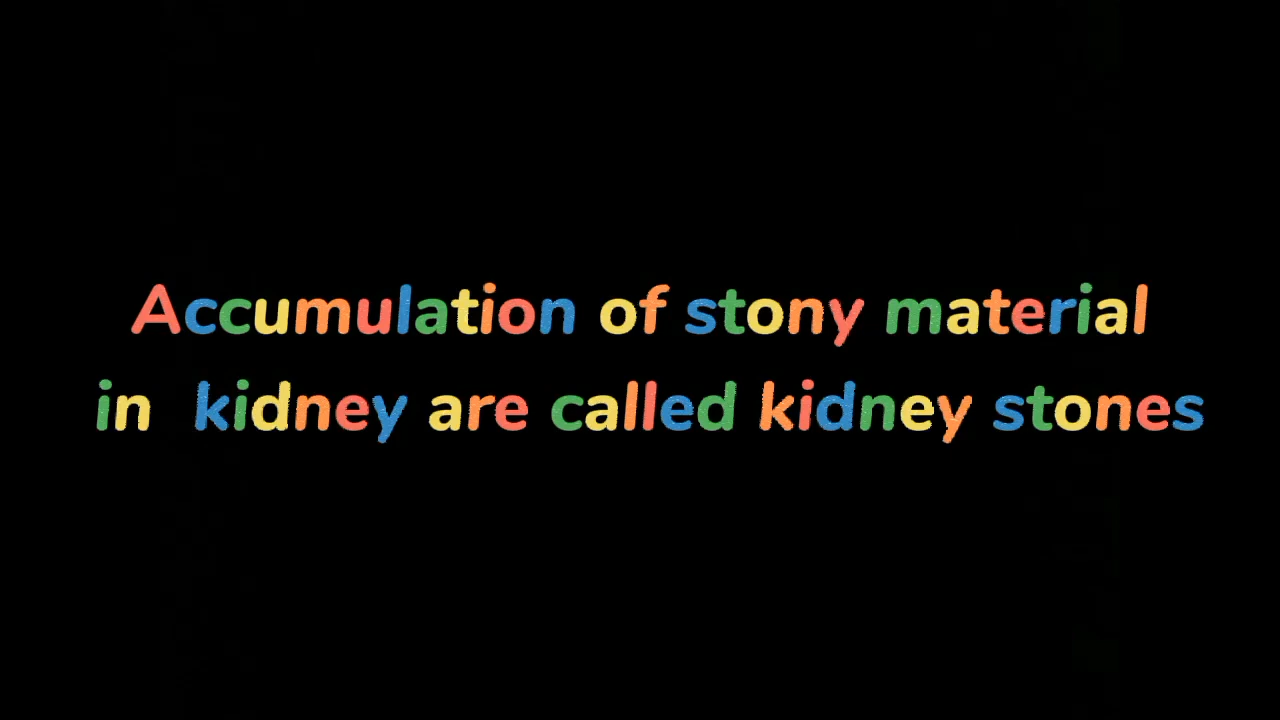 Accumulation of stony material
in  kidney are called kidney stones